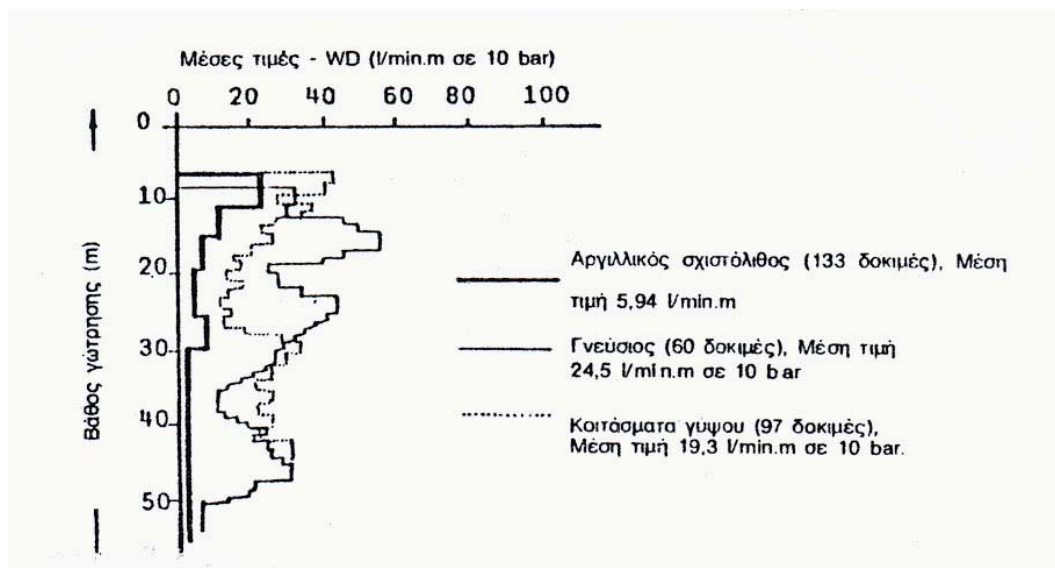 Μέσες τιμές - WD (l/min.m σε 10 bar)
0 20 40 60 80 100
0
10
20
30
40
50
Βάθος γώτρησης (m)
Αργιλλικός σχιστόλιθος (133 δοκιμές), Μέση
τιμή 5,94 l/min.m
Γνεύσιος (60 δοκιμές), Μέση τιμή
24,5 l/min.m σε 10 bar
Κοιτάσματα γύψου (97 δοκιμές),
Μέση τιμή 19,3 l/min.m σε 10 bar.